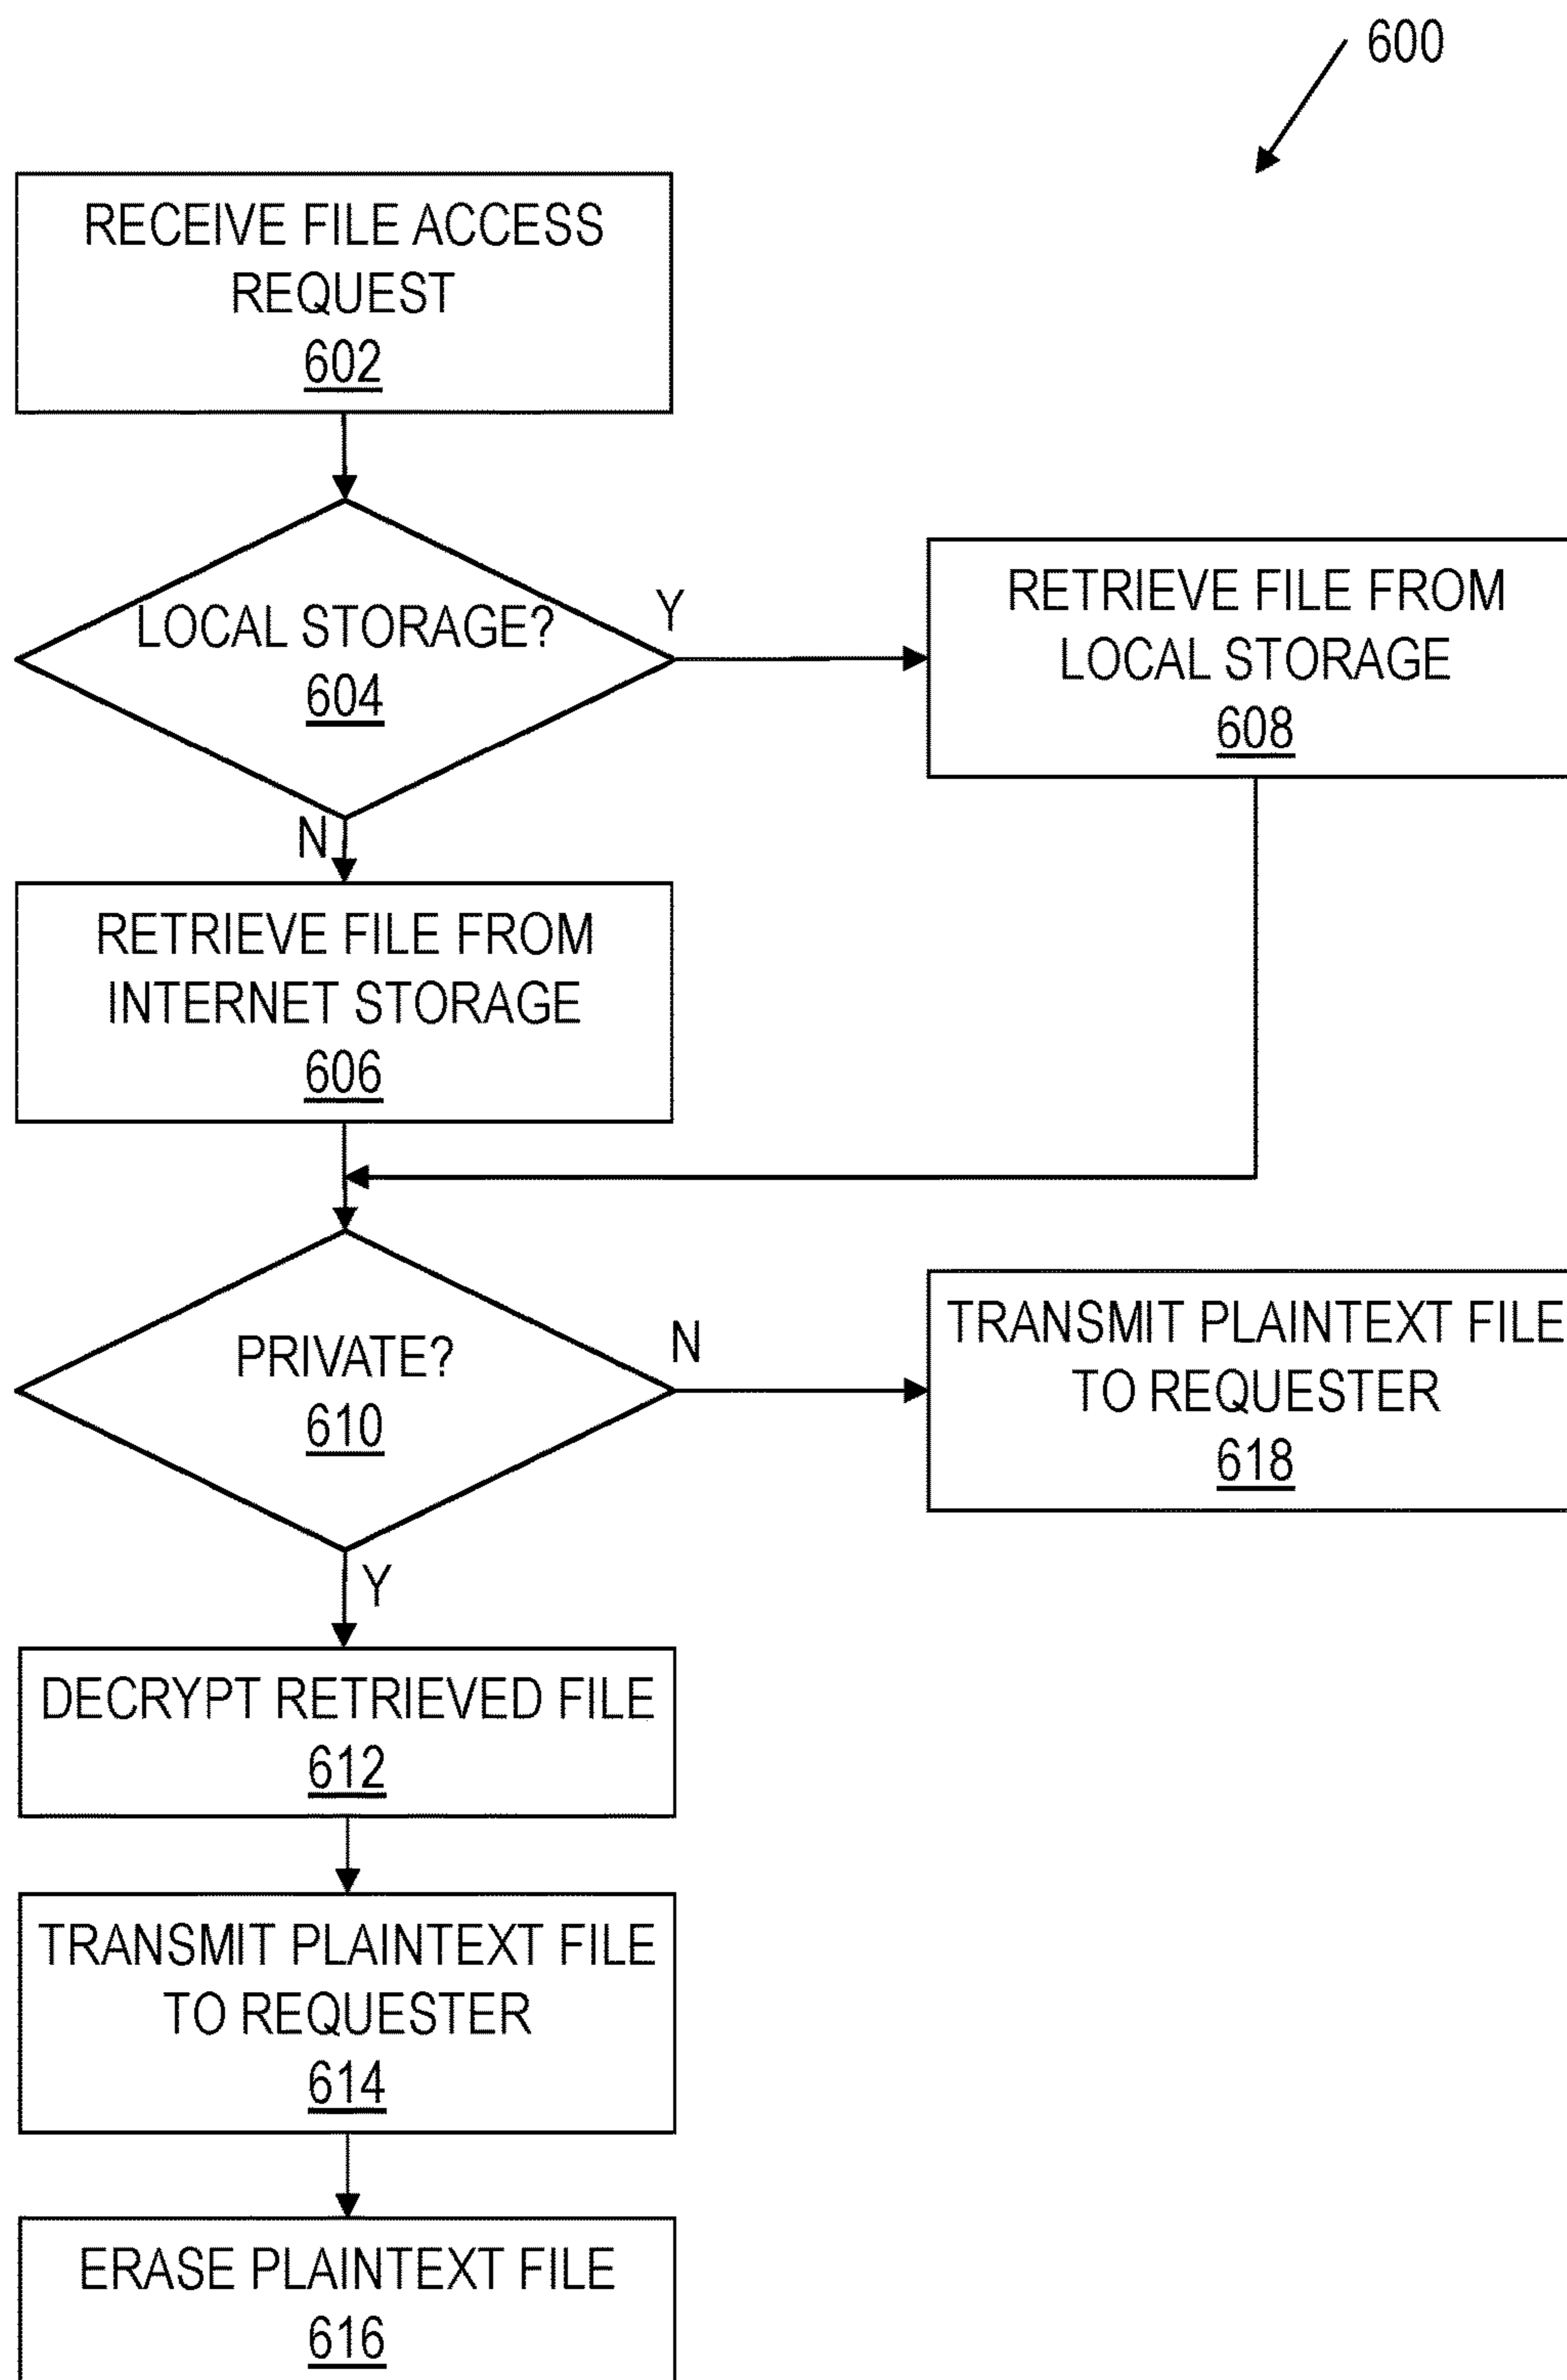 600
RECEIVE FILE ACCESS
REQUEST
602
LOCAL STORAGE?
604
Y
N
RETRIEVE FILE FROM
LOCAL STORAGE
608
RETRIEVE FILE FROM
INTERNET STORAGE
606
PRIVATE?
610
N
Y
TRANSMIT PLAINTEXT FILE
TO REQUESTER
618
DECRYPT RETRIEVED FILE
612
TRANSMIT PLAINTEXT FILE
TO REQUESTER
614
ERASE PLAINTEXT FILE
616